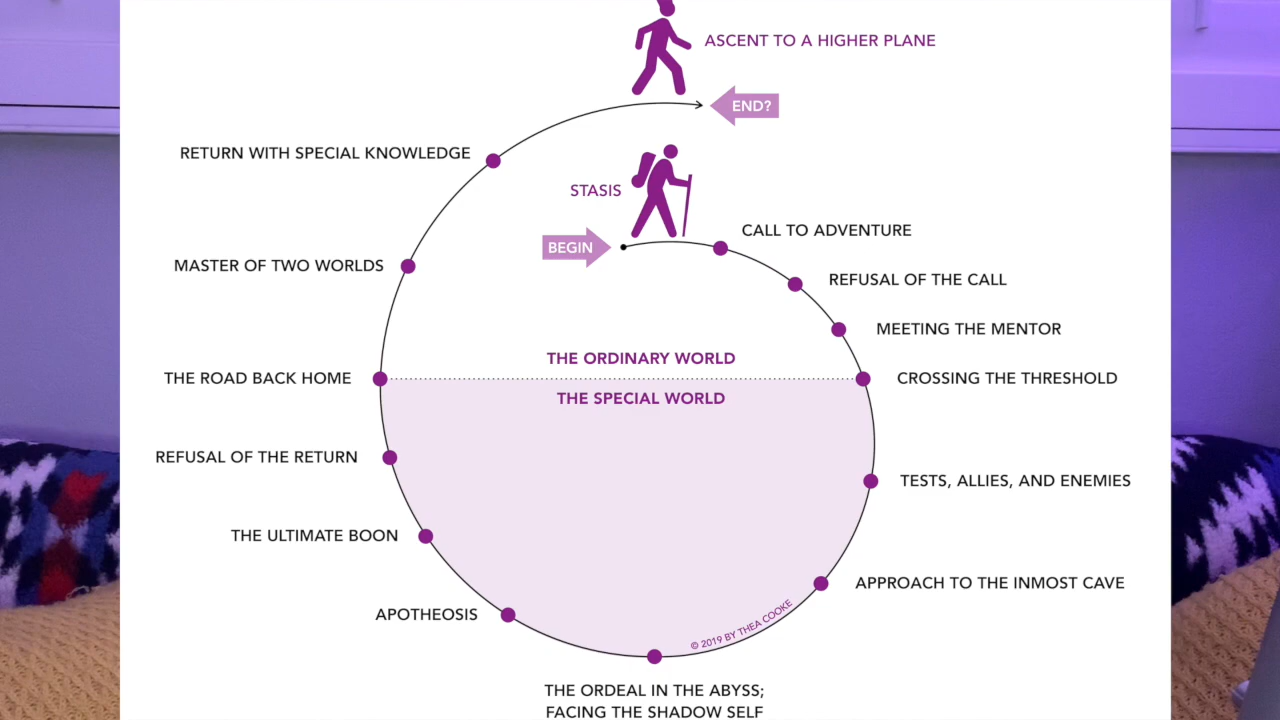 ASCENT TO A HIGHER PLANE
END?
RETURN WITH SPECIAL KNOWLEDGE
STASIS
BEGIN
CALL TO ADVENTURE
MASTER OF TWO WORLDS
REFUSAL OF THE CALL
MEETING THE MENTOR
THE ORDINARY WORLD
THE ROAD BACK HOME
CROSSING THE THRESHOLD
THE SPECIAL WORLD
REFUSAL OF THE RETURN
TESTS, ALLIES, AND ENEMIES
THE ULTIMATE BOON
APPROACH TO THE INMOST CAVE
APOTHEOSIS
© 2019 BY THEA COOKE
THE ORDEAL IN THE ABYSS;
FACING THE SHADOW SELF